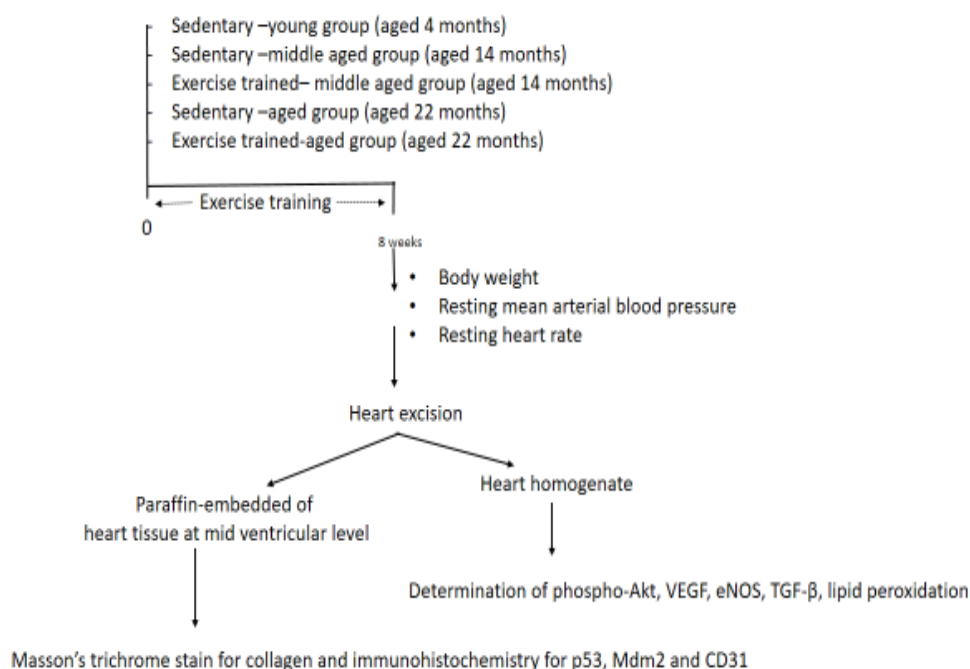 Sedentary –young group (aged 4 months)
Sedentary –middle aged group (aged 14 months)
Exercise trained– middle aged group (aged 14 months)
Sedentary –aged group (aged 22 months)
Exercise trained-aged group (aged 22 months)
Exercise training
0
8 weeks
• Body weight
• Resting mean arterial blood pressure
• Resting heart rate
Heart excision
Heart homogenate
Paraffin-embedded of
heart tissue at mid ventricular level
Determination of phospho-Akt, VEGF, eNOS, TGF-β, lipid peroxidation
Masson’s trichrome stain for collagen and immunohistochemistry for p53, Mdm2 and CD31